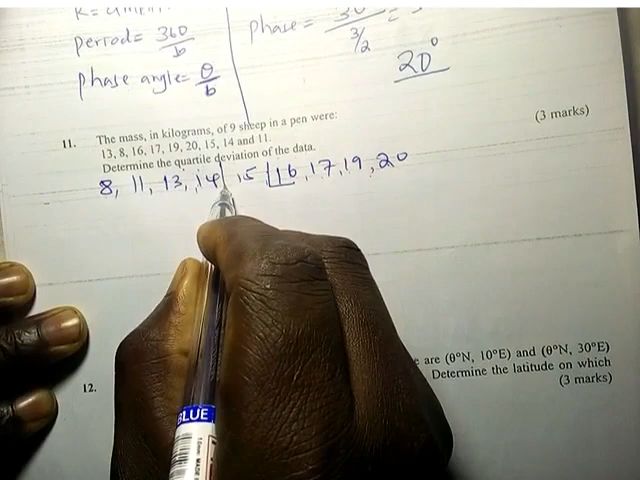 period = 360/b
phase = 30/3/2 =
phase angle = θ/b
20°
11. The mass, in kilograms, of 9 sheep in a pen were: (3 marks)
13, 8, 16, 17, 19, 20, 15, 14 and 11.
Determine the quartile deviation of the data.
8, 11, 13, 14, 15, 16, 17, 19, 20
12. are (θ°N, 10°E) and (θ°N, 30°E)
Determine the latitude on which
(3 marks)
BLUE